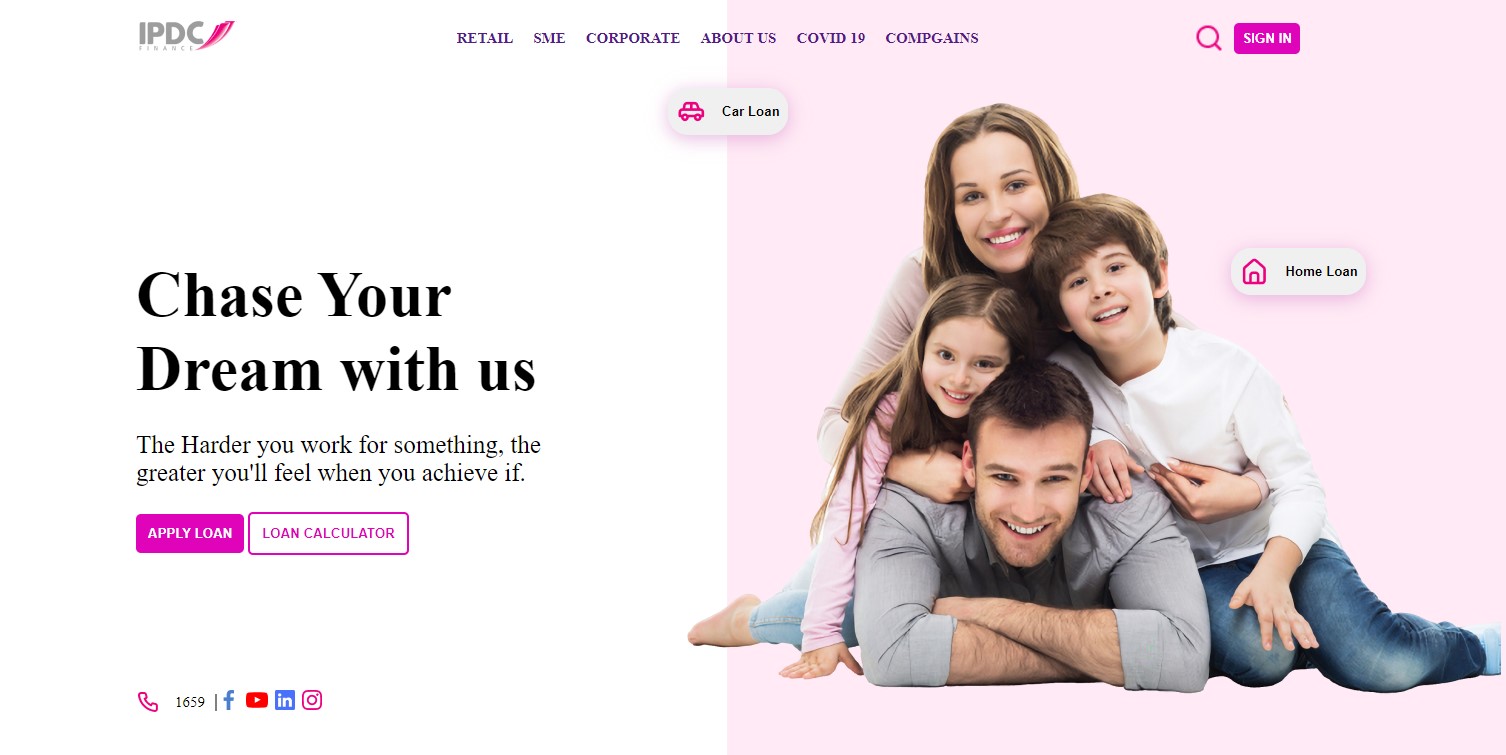 IPDC
FINANCE
RETAIL SME CORPORATE ABOUT US COVID 19 COMPGAINS
SIGN IN
Car Loan
Home Loan
Chase Your
Dream with us
The Harder you work for something, the
greater you'll feel when you achieve if.
APPLY LOAN LOAN CALCULATOR
1659 |